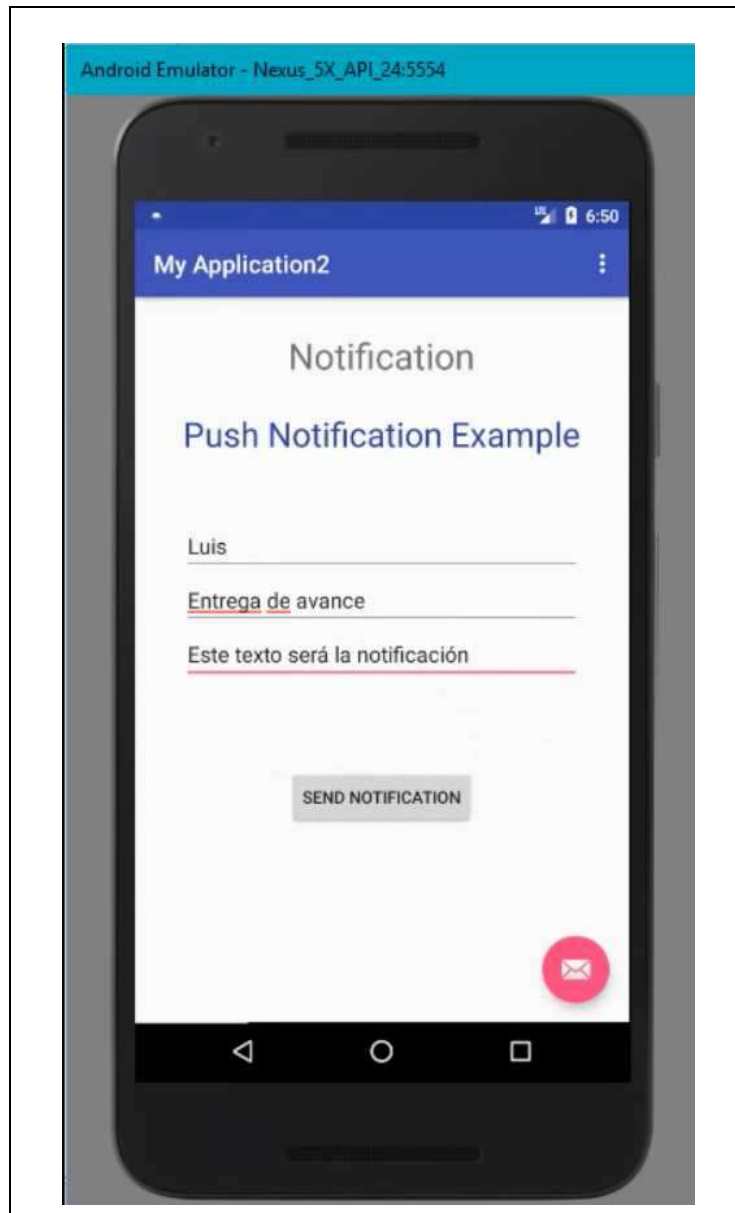 Android Emulator - Nexus_5X_API_24:5554
LTE 6:50
My Application2
Notification
Push Notification Example
Luis
Entrega de avance
Este texto será la notificación
SEND NOTIFICATION